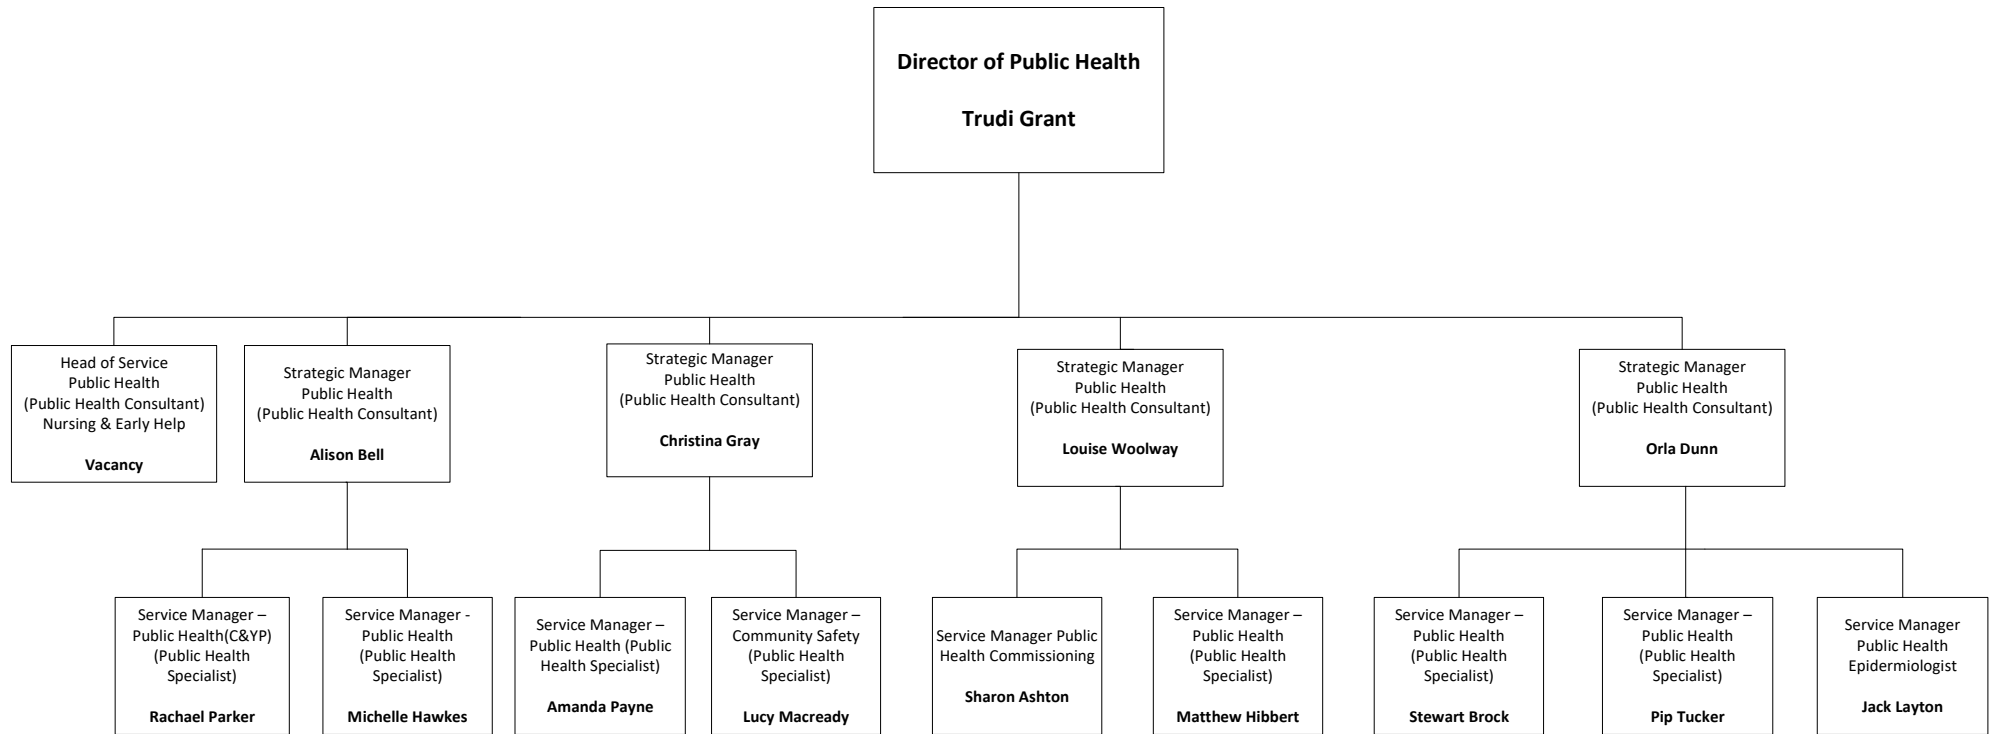 Director of Public Health
Trudi Grant
Head of Service
Public Health
(Public Health Consultant)
Nursing & Early Help
Vacancy
Strategic Manager
Public Health
(Public Health Consultant)
Alison Bell
Strategic Manager
Public Health
(Public Health Consultant)
Christina Gray
Strategic Manager
Public Health
(Public Health Consultant)
Louise Woolway
Strategic Manager
Public Health
(Public Health Consultant)
Orla Dunn
Service Manager –
Public Health(C&YP)
(Public Health
Specialist)
Rachael Parker
Service Manager -
Public Health
(Public Health
Specialist)
Michelle Hawkes
Service Manager –
Public Health (Public
Health Specialist)
Amanda Payne
Service Manager –
Community Safety
(Public Health
Specialist)
Lucy Macready
Service Manager Public
Health Commissioning
Sharon Ashton
Service Manager –
Public Health
(Public Health
Specialist)
Matthew Hibbert
Service Manager –
Public Health
(Public Health
Specialist)
Stewart Brock
Service Manager –
Public Health
(Public Health
Specialist)
Pip Tucker
Service Manager
Public Health
Epidermiologist
Jack Layton